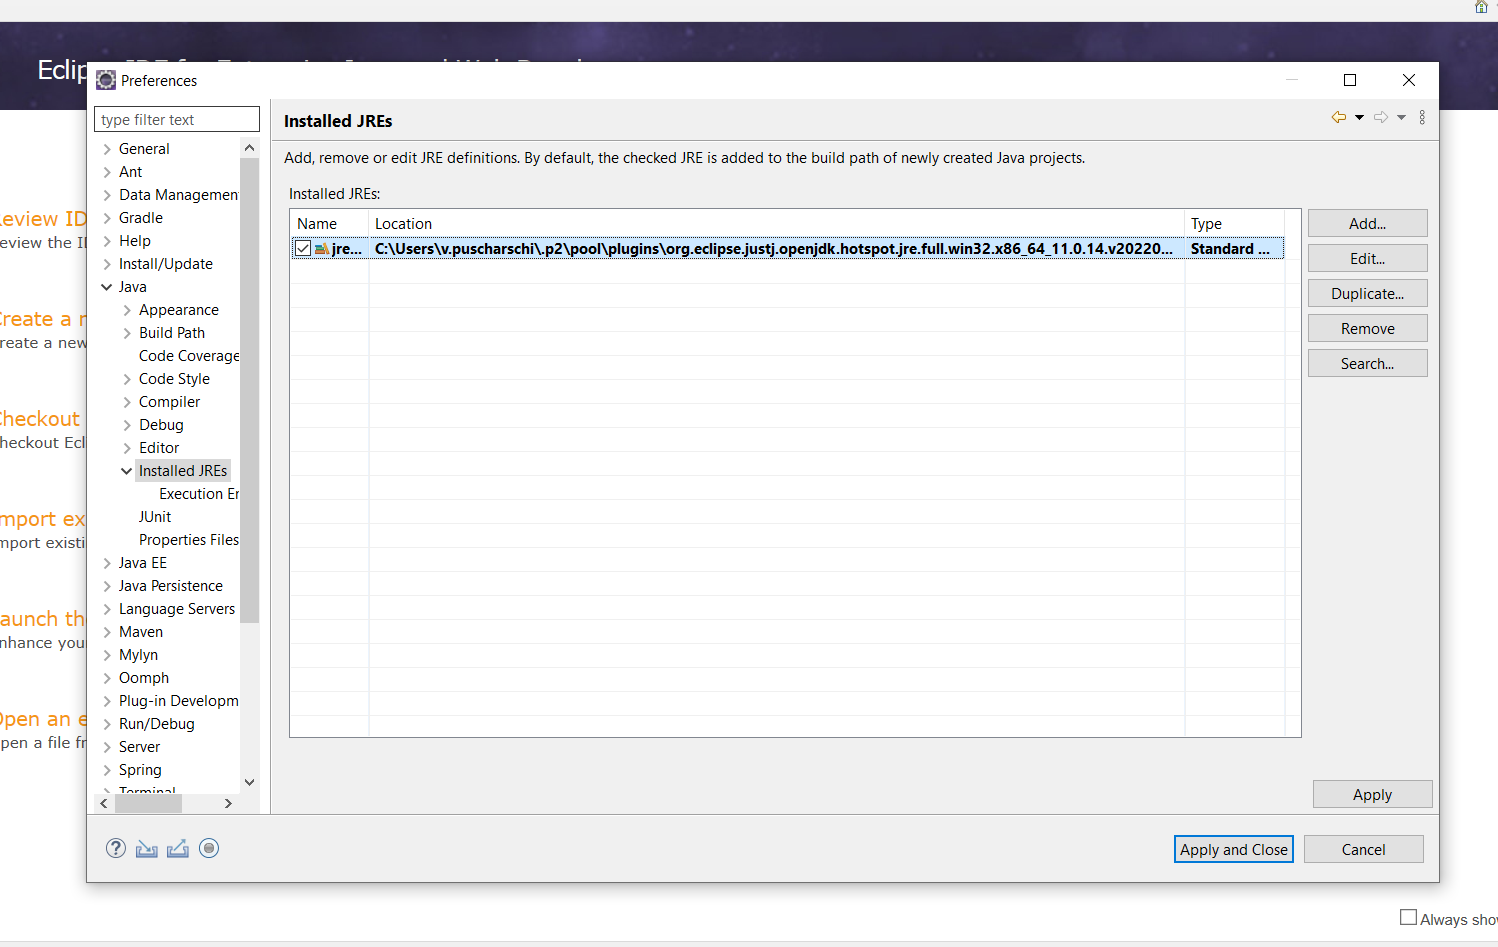 Eclip
Preferences
type filter text
General
Ant
Data Managemen
Gradle
Help
Install/Update
Java
Appearance
Build Path
Code Coverage
Code Style
Compiler
Debug
Editor
Installed JREs
Execution Er
JUnit
Properties Files
Java EE
Java Persistence
Language Servers
Maven
Mylyn
Oomph
Plug-in Developm
Run/Debug
Server
Spring
Terminal
Installed JREs
Add, remove or edit JRE definitions. By default, the checked JRE is added to the build path of newly created Java projects.
Installed JREs:
Name Location Type
jre... C:\Users\v.puscharschi\.p2\pool\plugins\org.eclipse.justj.openjdk.hotspot.jre.full.win32.x86_64_11.0.14.v20220... Standard ...
Add...
Edit...
Duplicate...
Remove
Search...
Apply
Apply and Close
Cancel
eview ID
eview the I
reate a r
reate a new
heckout
heckout Ecl
mport ex
mport existi
aunch the
nhance you
pen an e
pen a file fr
Always sho